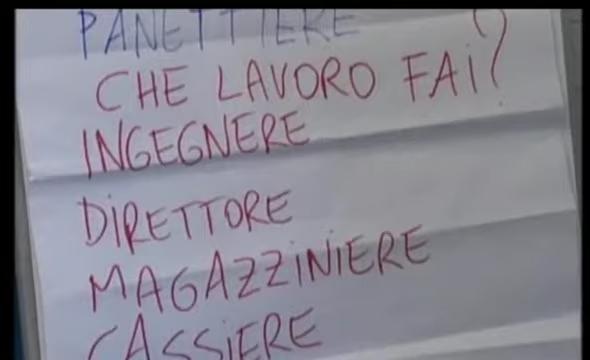 PANETTIERE
CHE LAVORO FAi?
INGEGNERE
DiRETTORE
MAGAZZiNiERE
CASSiERE